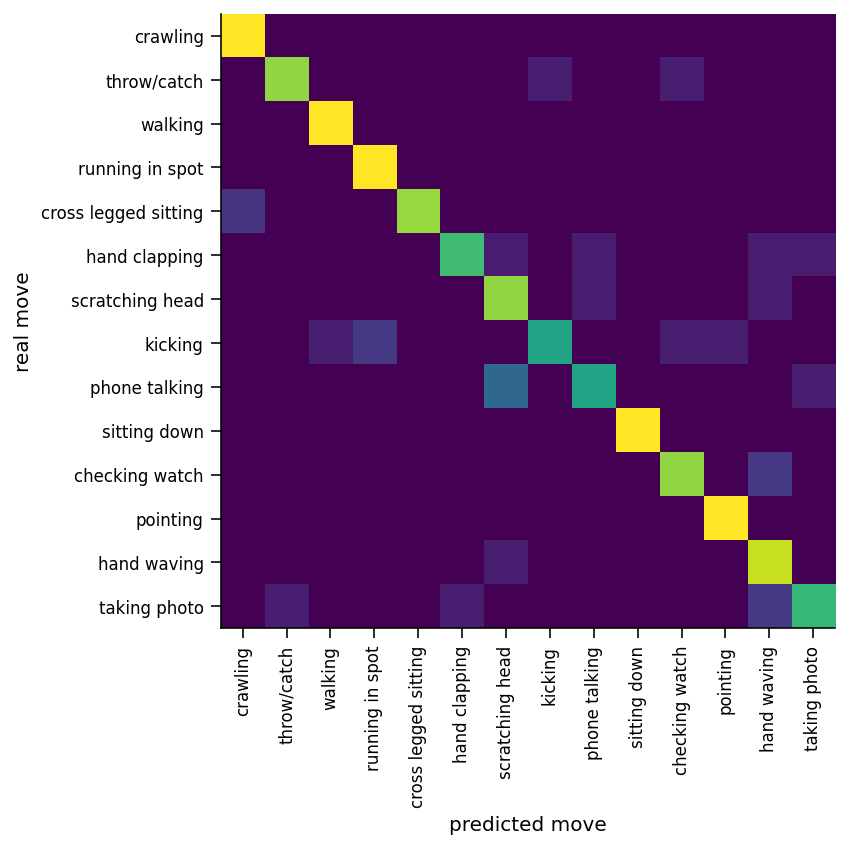 crawling
throw/catch
walking
running in spot
cross legged sitting
hand clapping
scratching head
kicking
phone talking
sitting down
checking watch
pointing
hand waving
taking photo
real move
crawling
throw/catch
walking
running in spot
cross legged sitting
hand clapping
scratching head
kicking
phone talking
sitting down
checking watch
pointing
hand waving
taking photo
predicted move